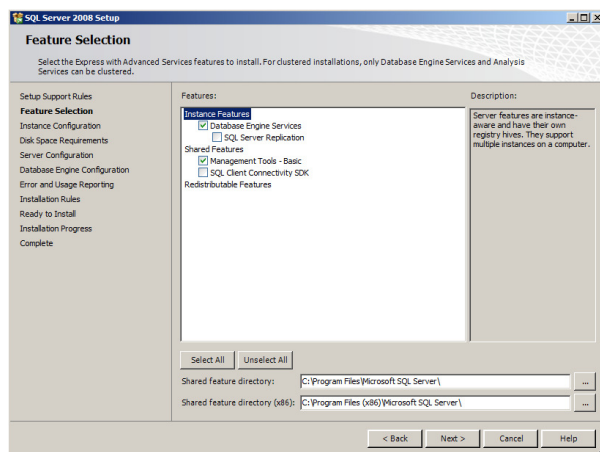 SQL Server 2008 Setup
Feature Selection
Select the Express with Advanced Services features to install. For clustered installations, only Database Engine Services and Analysis
Services can be clustered.
Setup Support Rules
Feature Selection
Instance Configuration
Disk Space Requirements
Server Configuration
Database Engine Configuration
Error and Usage Reporting
Installation Rules
Ready to Install
Installation Progress
Complete
Features:
Instance Features
Database Engine Services
SQL Server Replication
Shared Features
Management Tools - Basic
SQL Client Connectivity SDK
Redistributable Features
Description:
Server features are instance-
aware and have their own
registry hives. They support
multiple instances on a computer.
Select All
Unselect All
Shared feature directory:
C:\Program Files\Microsoft SQL Server\
...
Shared feature directory (x86):
C:\Program Files (x86)\Microsoft SQL Server\
...
< Back
Next >
Cancel
Help